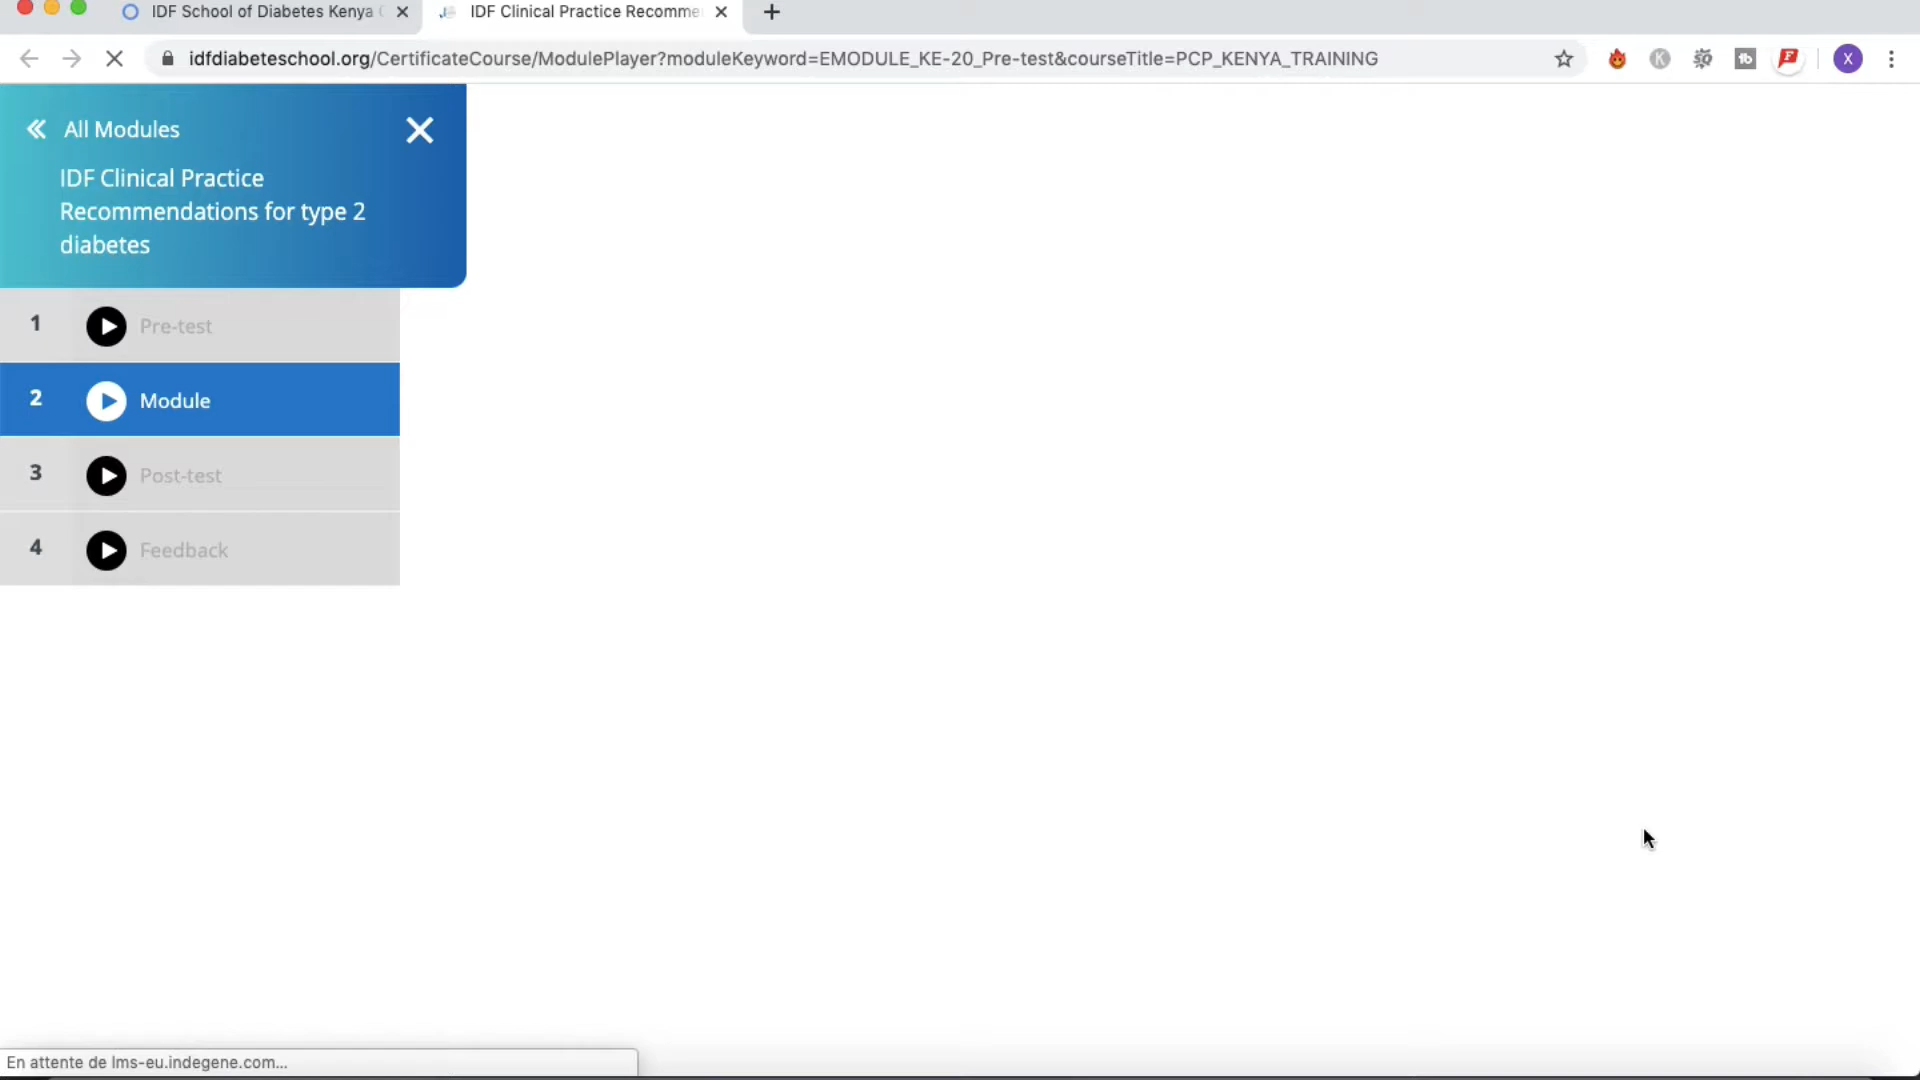 IDF School of Diabetes Kenya
IDF Clinical Practice Recomme
idfdiabeteschool.org/CertificateCourse/ModulePlayer?moduleKeyword=EMODULE_KE-20_Pre-test&courseTitle=PCP_KENYA_TRAINING
K
tb
F
X
All Modules
IDF Clinical Practice
Recommendations for type 2
diabetes
1 Pre-test
2 Module
3 Post-test
4 Feedback
En attente de lms-eu.indegene.com...